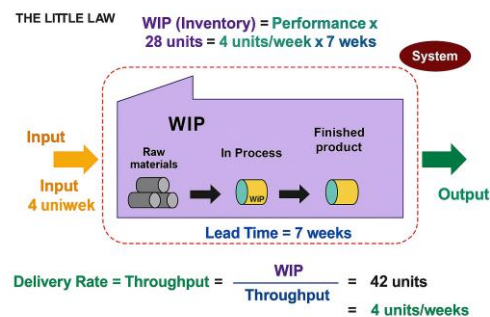 THE LITTLE LAW
WIP (Inventory) = Performance x
28 units = 4 units/week x 7 weks
System
WIP
Input
Input
4 uniwek
Raw
materials
In Process
WiP
Finished
product
Output
Lead Time = 7 weeks
Delivery Rate = Throughput = WIP
Throughput
= 42 units
= 4 units/weeks